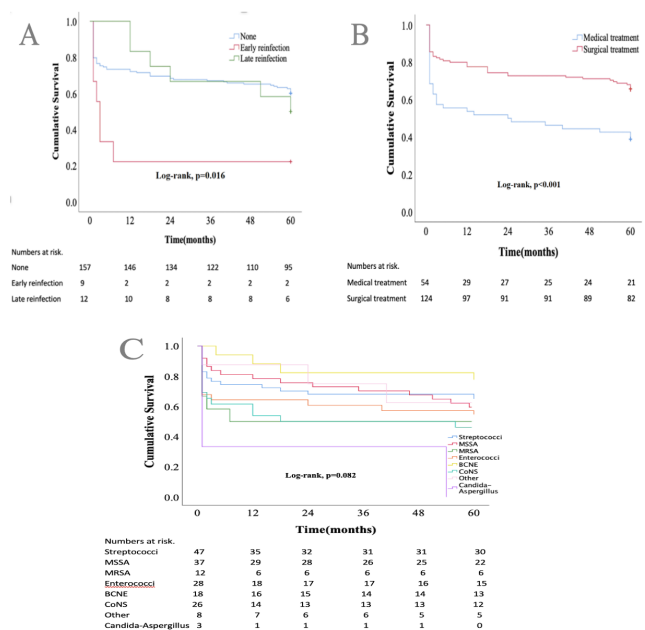 A
1.0
0.8
0.6
0.4
0.2
0.0
Cumulative Survival
None
Early reinfection
Late reinfection
Log-rank, p=0.016
0 12 24 36 48 60
Time(months)
Numbers at risk.
None 157 146 134 122 110 95
Early reinfection 9 2 2 2 2 2
Late reinfection 12 10 8 8 8 6
B
1.0
0.8
0.6
0.4
0.2
0.0
Cumulative Survival
Medical treatment
Surgical treatment
Log-rank, p<0.001
0 12 24 36 48 60
Time(months)
Numbers at risk.
Medical treatment 54 29 27 25 24 21
Surgical treatment 124 97 91 91 89 82
C
1.0
0.8
0.6
0.4
0.2
0.0
Cumulative Survival
Streptococci
MSSA
MRSA
Enterococci
BCNE
CoNS
Other
Candida-
Aspergillus
Log-rank, p=0.082
0 12 24 36 48 60
Time(months)
Numbers at risk.
Streptococci 47 35 32 31 31 30
MSSA 37 29 28 26 25 22
MRSA 12 6 6 6 6 6
Enterococci 28 18 17 17 16 15
BCNE 18 16 15 14 14 13
CoNS 26 14 13 13 13 12
Other 8 7 6 6 5 5
Candida-Aspergillus 3 1 1 1 1 0